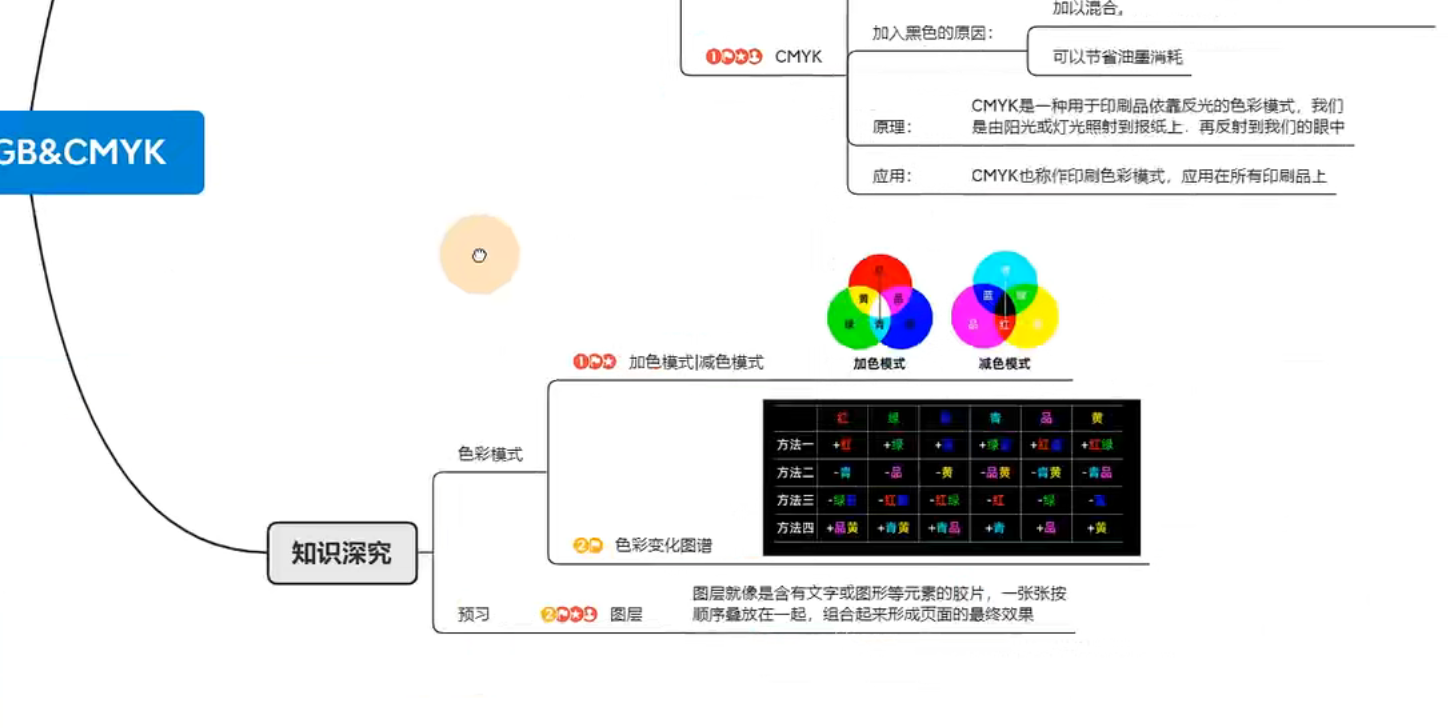 加以混合。
加入黑色的原因：
CMYK
可以节省油墨消耗
CMYK是一种用于印刷品依靠反光的色彩模式，我们
是由阳光或灯光照射到报纸上．再反射到我们的眼中
原理：
GB&CMYK
应用：
CMYK也称作印刷色彩模式，应用在所有印刷品上
红
黄 品
绿 青
蓝 绿
品 红
加色模式
减色模式
加色模式|减色模式
红 绿 蓝 青 品 黄
方法一 +红 +绿 +蓝 +绿蓝 +红蓝 +红绿
方法二 -青 -品 -黄 -品黄 -青黄 -青品
方法三 -绿蓝 -红蓝 -红绿 -红 -绿 -蓝
方法四 +品黄 +青黄 +青品 +青 +品 +黄
色彩模式
2 色彩变化图谱
知识深究
图层就像是含有文字或图形等元素的胶片，一张张按
顺序叠放在一起，组合起来形成页面的最终效果
预习
2 图层